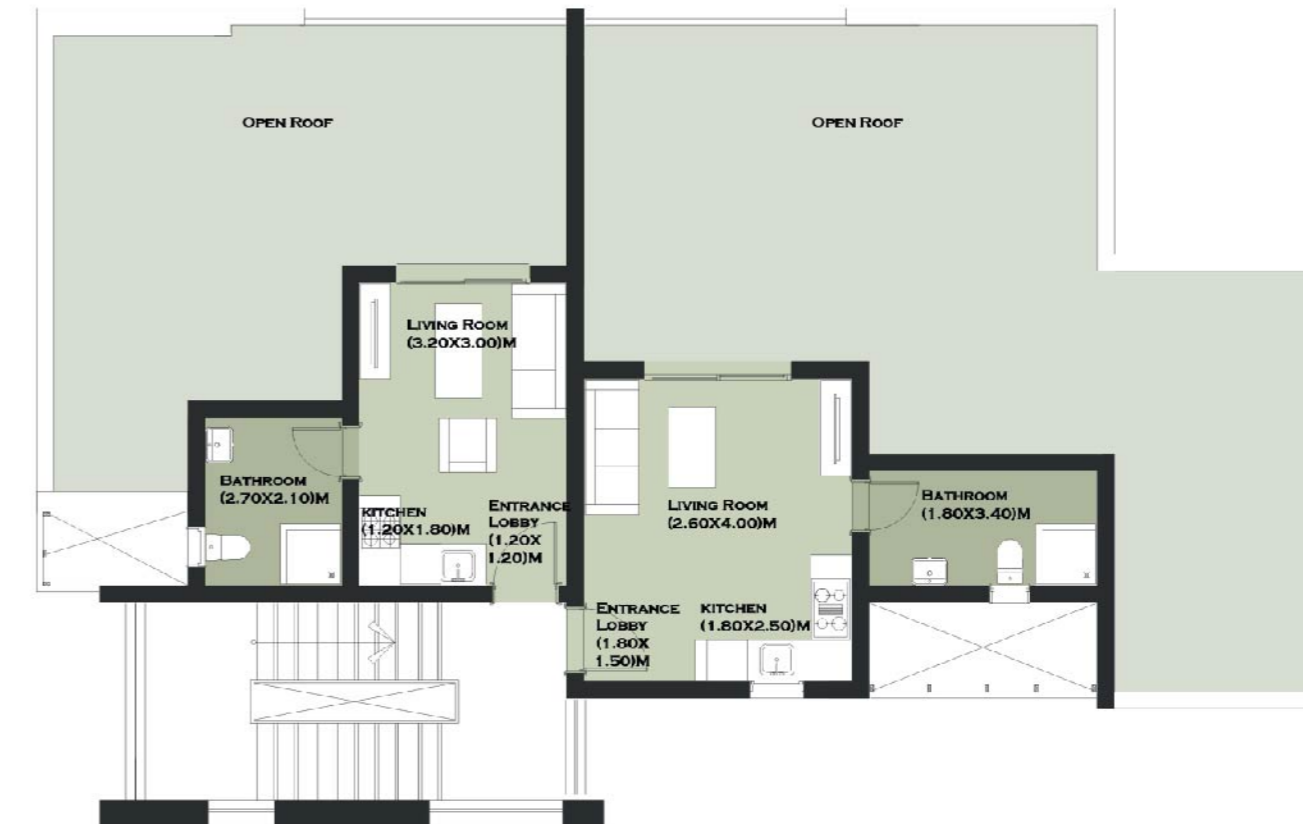 OPEN ROOF
OPEN ROOF
LIVING ROOM
(3.20X3.00)M
BATHROOM
(2.70X2.10)M
KITCHEN
(1.20X1.80)M
ENTRANCE
LOBBY
(1.20X
1.20)M
LIVING ROOM
(2.60X4.00)M
BATHROOM
(1.80X3.40)M
ENTRANCE
LOBBY
(1.80X
1.50)M
KITCHEN
(1.80X2.50)M